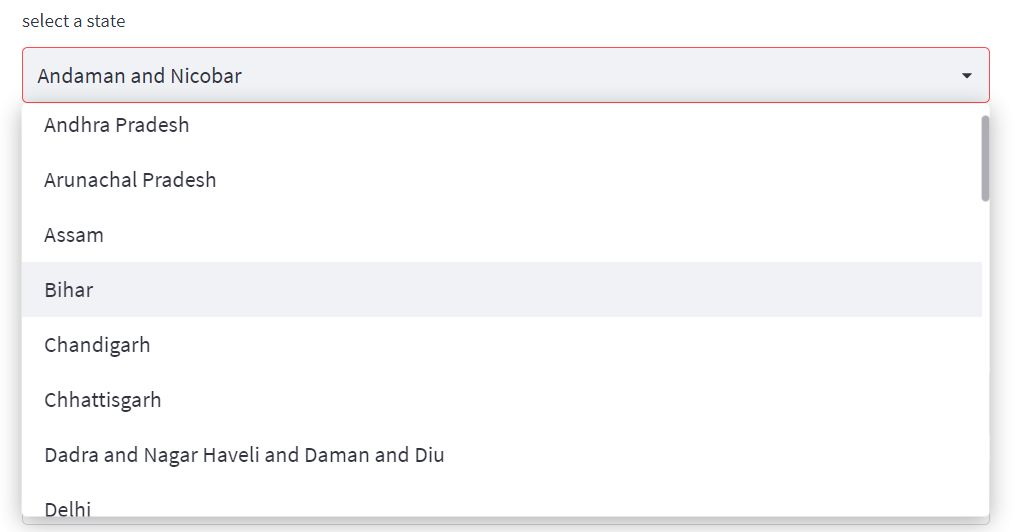 select a state
Andaman and Nicobar
Andhra Pradesh
Arunachal Pradesh
Assam
Bihar
Chandigarh
Chhattisgarh
Dadra and Nagar Haveli and Daman and Diu
Delhi